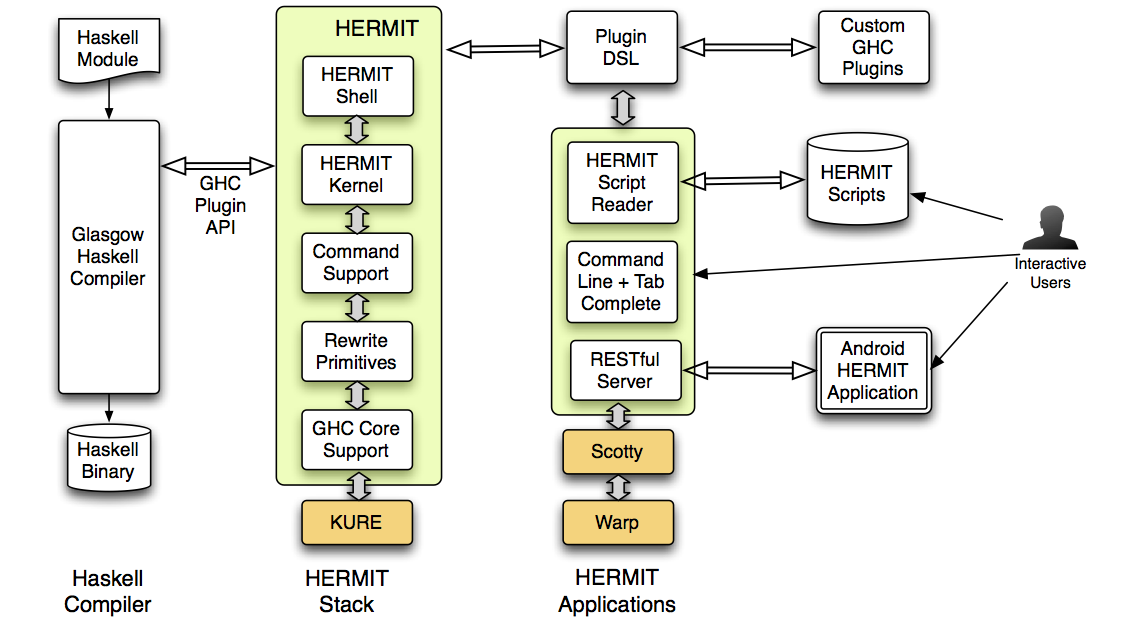 Haskell
Module
Glasgow
Haskell
Compiler
Haskell
Binary
Haskell
Compiler
GHC
Plugin
API
HERMIT
HERMIT
Shell
HERMIT
Kernel
Command
Support
Rewrite
Primitives
GHC Core
Support
KURE
HERMIT
Stack
Plugin
DSL
Custom
GHC
Plugins
HERMIT
Script
Reader
HERMIT
Scripts
Command
Line + Tab
Complete
Interactive
Users
RESTful
Server
Android
HERMIT
Application
Scotty
Warp
HERMIT
Applications